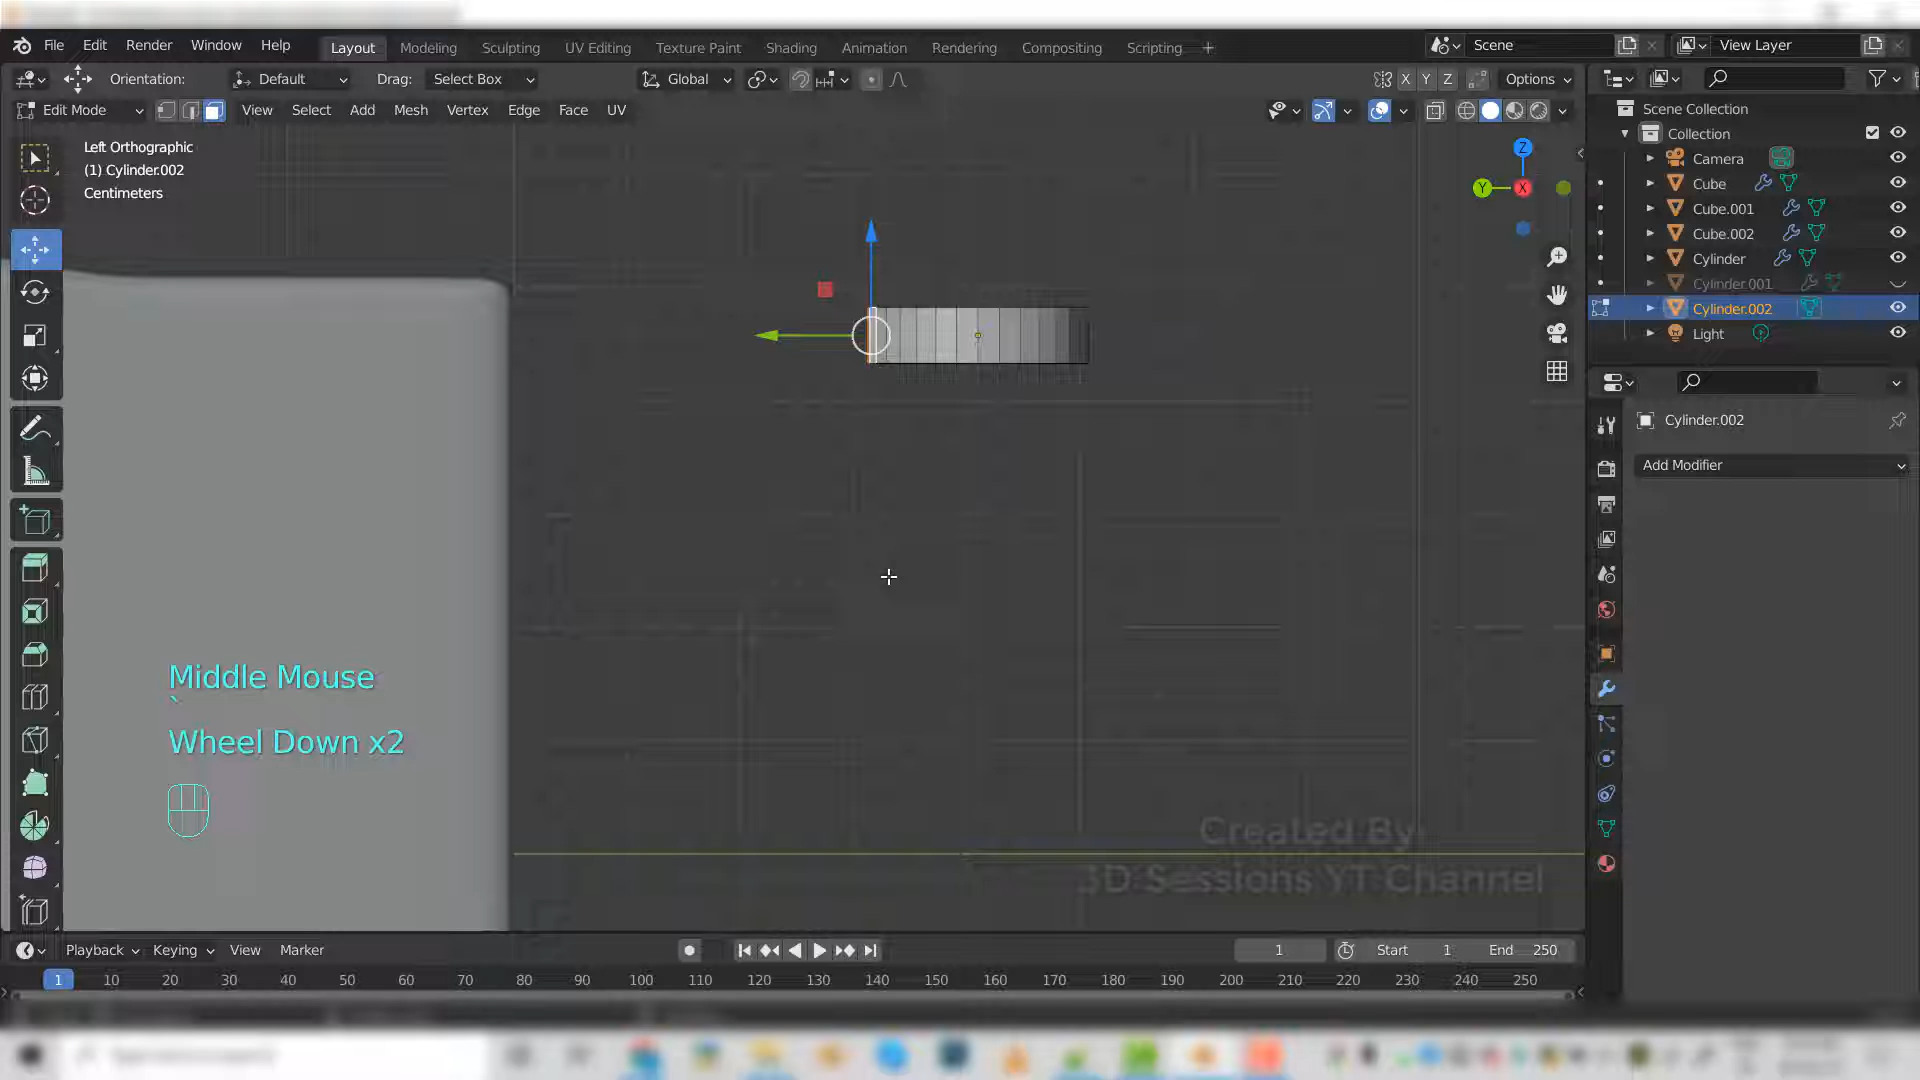 File Edit Render Window Help Layout Modeling Sculpting UV Editing Texture Paint Shading Animation Rendering Compositing Scripting + Scene View Layer
Orientation: Default Drag: Select Box Global X Y Z Options
Edit Mode View Select Add Mesh Vertex Edge Face UV
Scene Collection
Collection
Camera
Cube
Cube.001
Cube.002
Cylinder
Cylinder.001
Cylinder.002
Light
Left Orthographic
(1) Cylinder.002
Centimeters
Z
Y X
Cylinder.002
Add Modifier
Middle Mouse
`
Wheel Down x2
Created By
3D Sessions YT Channel
Playback Keying View Marker 1 Start 1 End 250
1 10 20 30 40 50 60 70 80 90 100 110 120 130 140 150 160 170 180 190 200 210 220 230 240 250